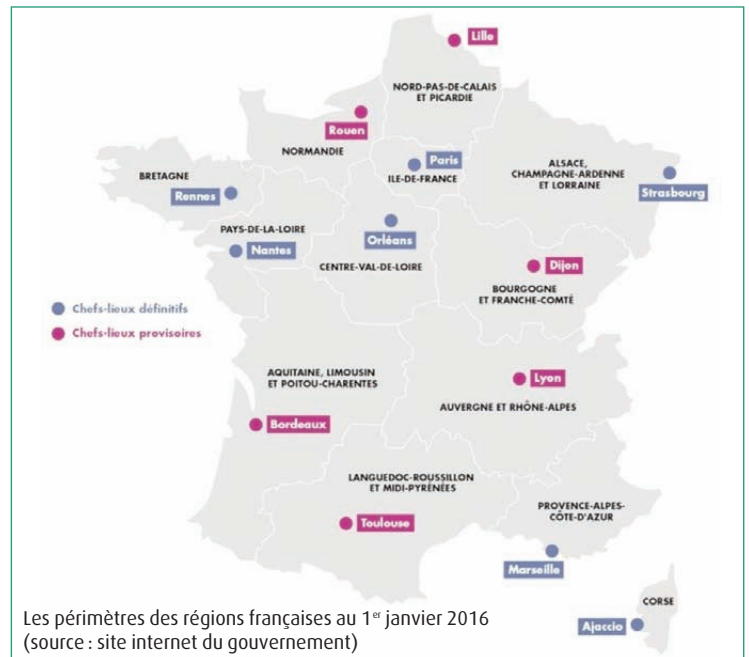 Lille
NORD-PAS-DE-CALAIS
ET PICARDIE
Rouen
NORMANDIE
Paris
ILE-DE-FRANCE
ALSACE,
CHAMPAGNE-ARDENNE
ET LORRAINE
Strasbourg
BRETAGNE
Rennes
PAYS-DE-LA-LOIRE
Nantes
Orléans
CENTRE-VAL-DE-LOIRE
Dijon
BOURGOGNE
ET FRANCHE-COMTÉ
Chefs-lieux définitifs
Chefs-lieux provisoires
AQUITAINE, LIMOUSIN
ET POITOU-CHARENTES
Lyon
AUVERGNE ET RHÔNE-ALPES
Bordeaux
LANGUEDOC-ROUSSILLON
ET MIDI-PYRÉNÉES
Toulouse
PROVENCE-ALPES-
CÔTE-D'AZUR
Marseille
CORSE
Ajaccio
Les périmètres des régions françaises au 1er janvier 2016
(source : site internet du gouvernement)